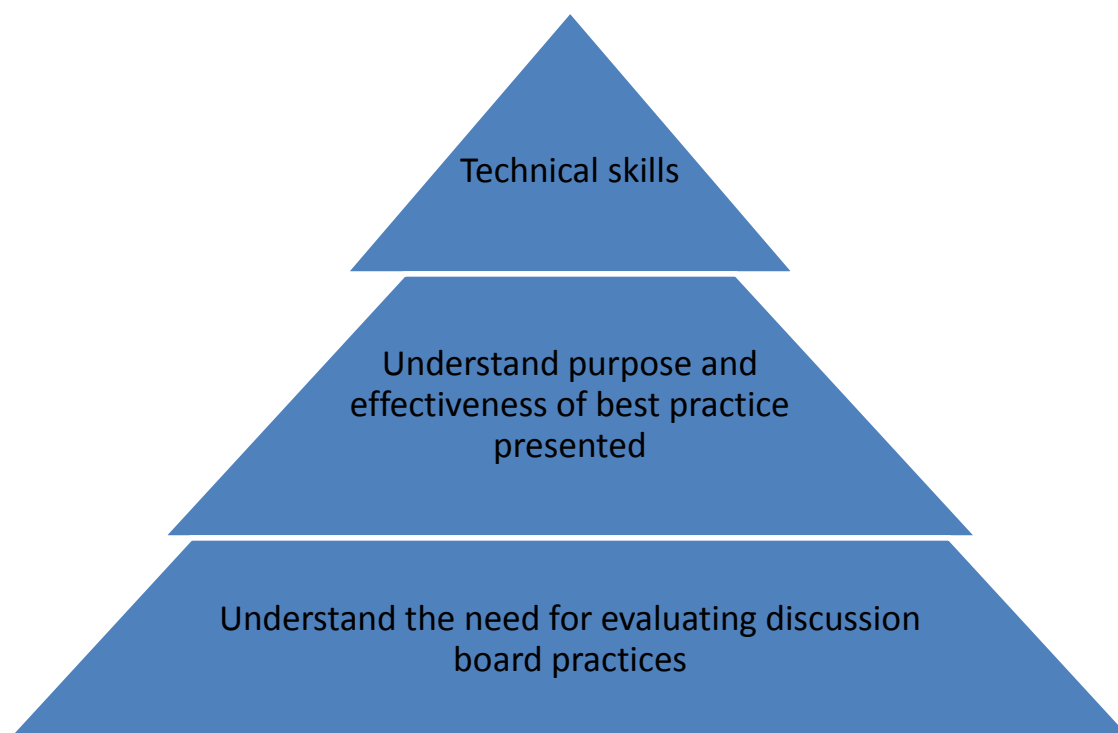 Technical skills
Understand purpose and
effectiveness of best practice
presented
Understand the need for evaluating discussion
board practices